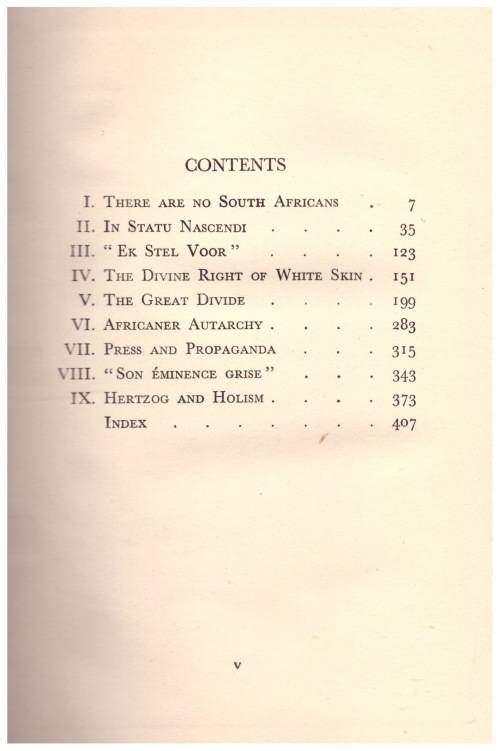 CONTENTS
I. There are no South Africans . 7
II. In Statu Nascendi . . . . 35
III. “ Ek Stel Voor ” . . . . 123
IV. The Divine Right of White Skin . 151
V. The Great Divide . . . . 199
VI. Africaner Autarchy . . . . 283
VII. Press and Propaganda . . . 315
VIII. “ Son éminence grise ” . . . 343
IX. Hertzog and Holism . . . . 373
Index . . . . . . . 407
v